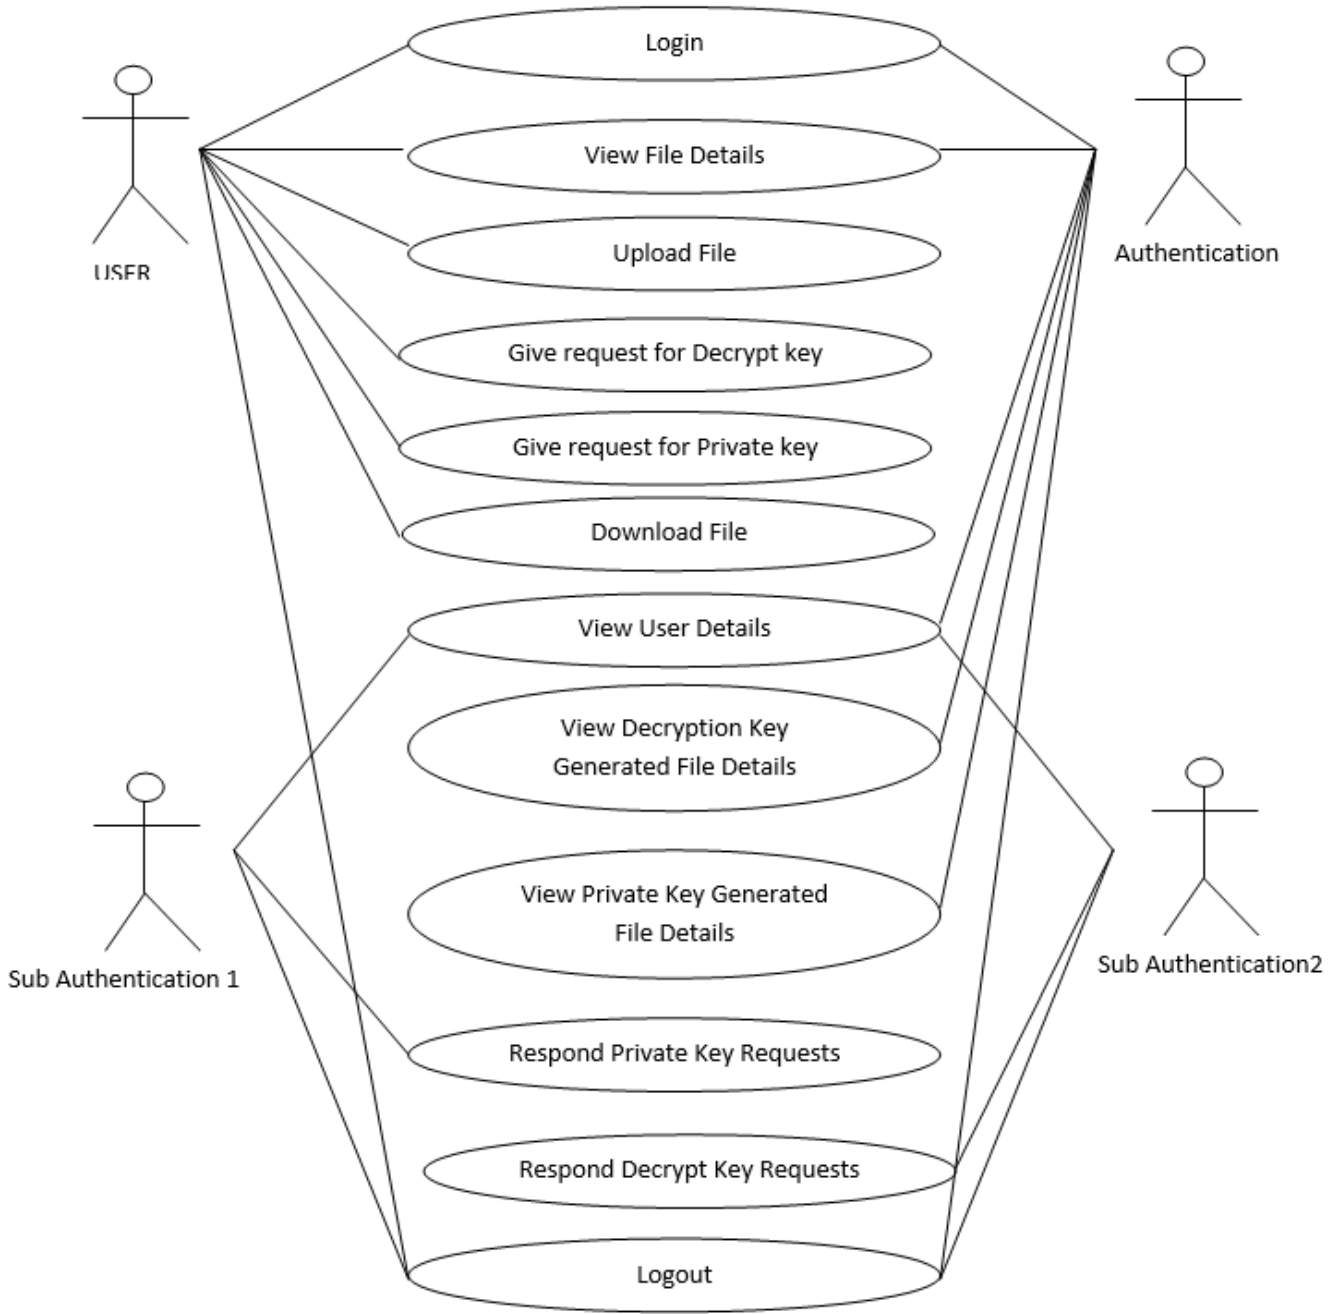 Login
View File Details
Upload File
USER
Authentication
Give request for Decrypt key
Give request for Private key
Download File
View User Details
View Decryption Key
Generated File Details
View Private Key Generated
File Details
Sub Authentication 1
Sub Authentication2
Respond Private Key Requests
Respond Decrypt Key Requests
Logout